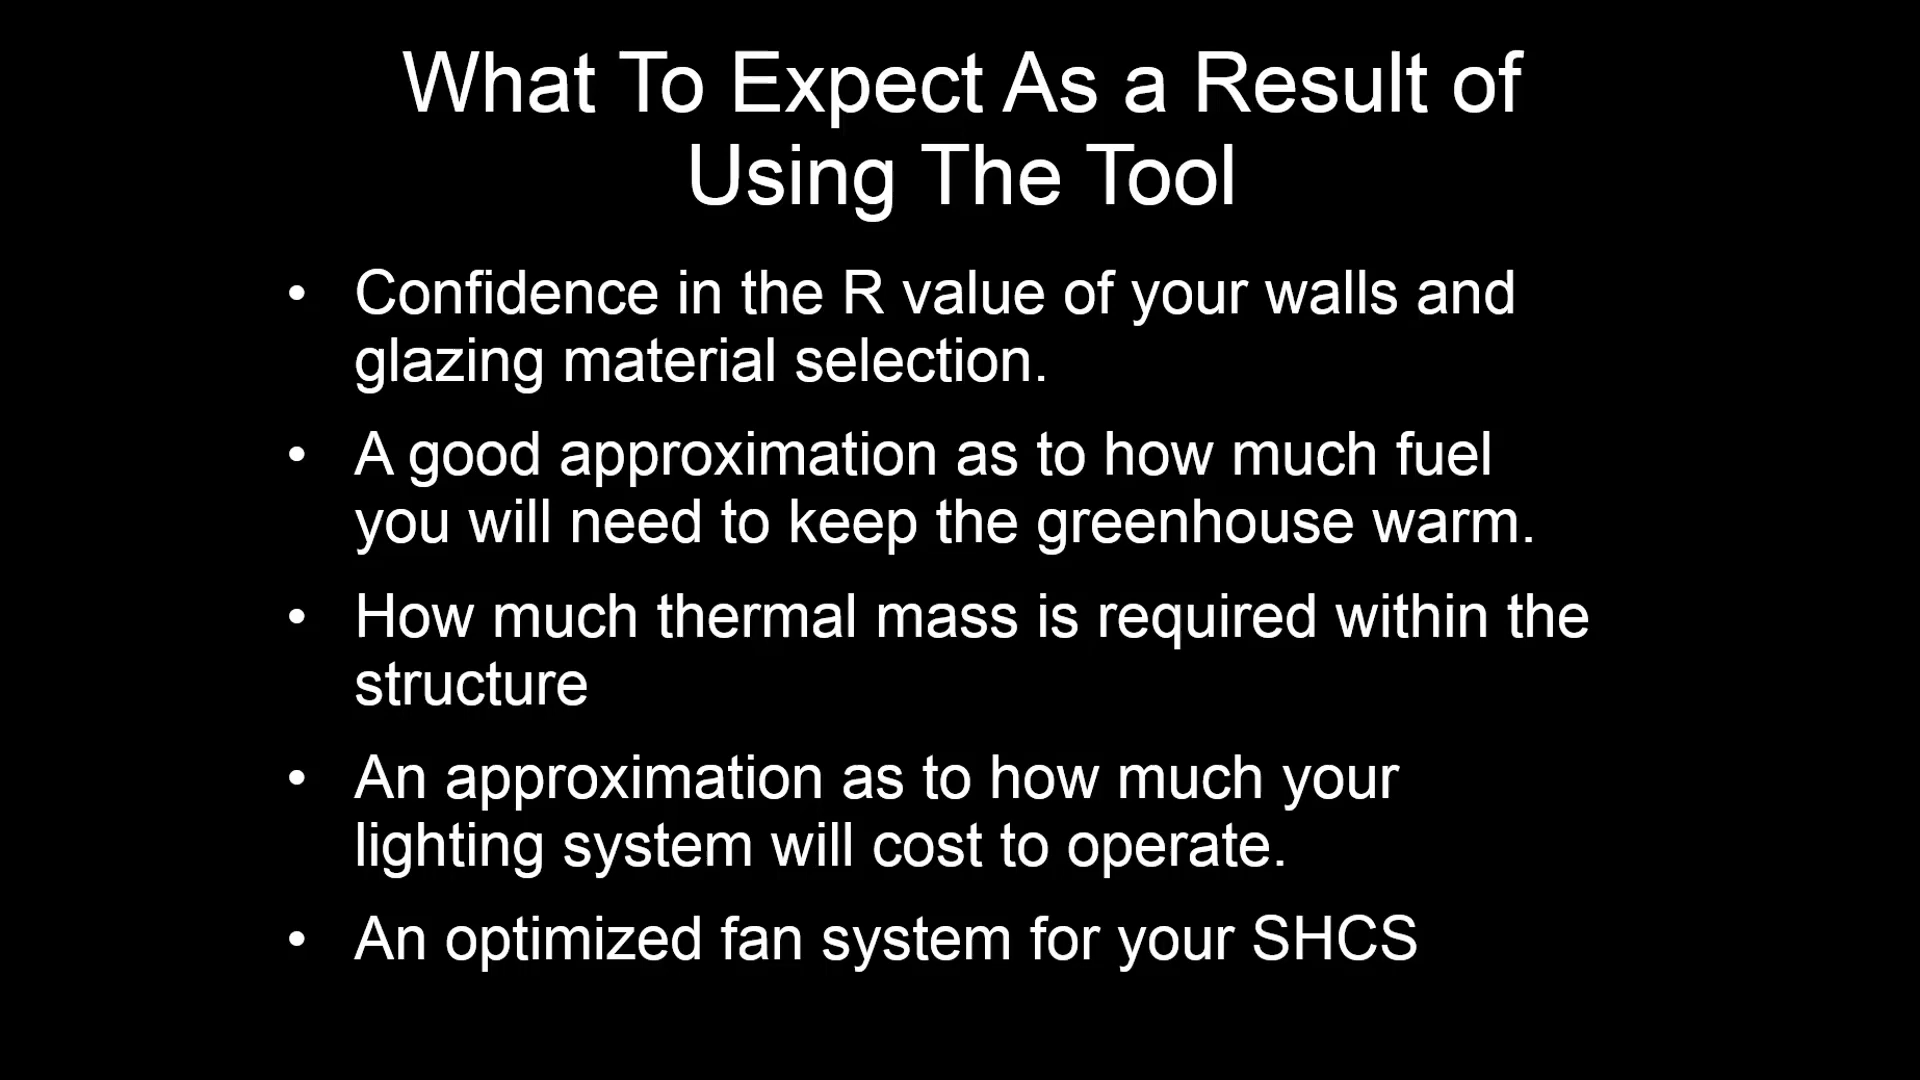 What To Expect As a Result of
Using The Tool
• Confidence in the R value of your walls and
glazing material selection.
• A good approximation as to how much fuel
you will need to keep the greenhouse warm.
• How much thermal mass is required within the
structure
• An approximation as to how much your
lighting system will cost to operate.
• An optimized fan system for your SHCS